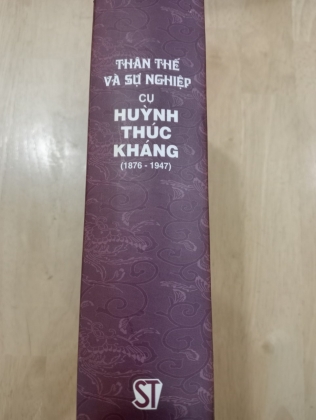 THÂN THẾ
VÀ SỰ NGHIỆP
CỤ
HUỲNH
THÚC
KHÁNG
(1876 - 1947)
ST